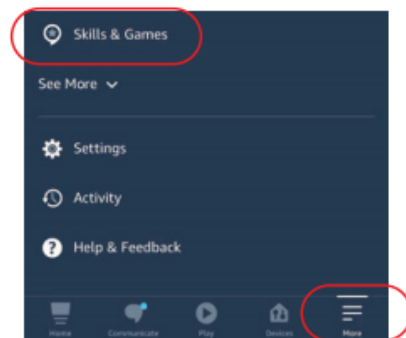 Skills & Games
See More
Settings
Activity
Help & Feedback
Home Communicate Play Devices More